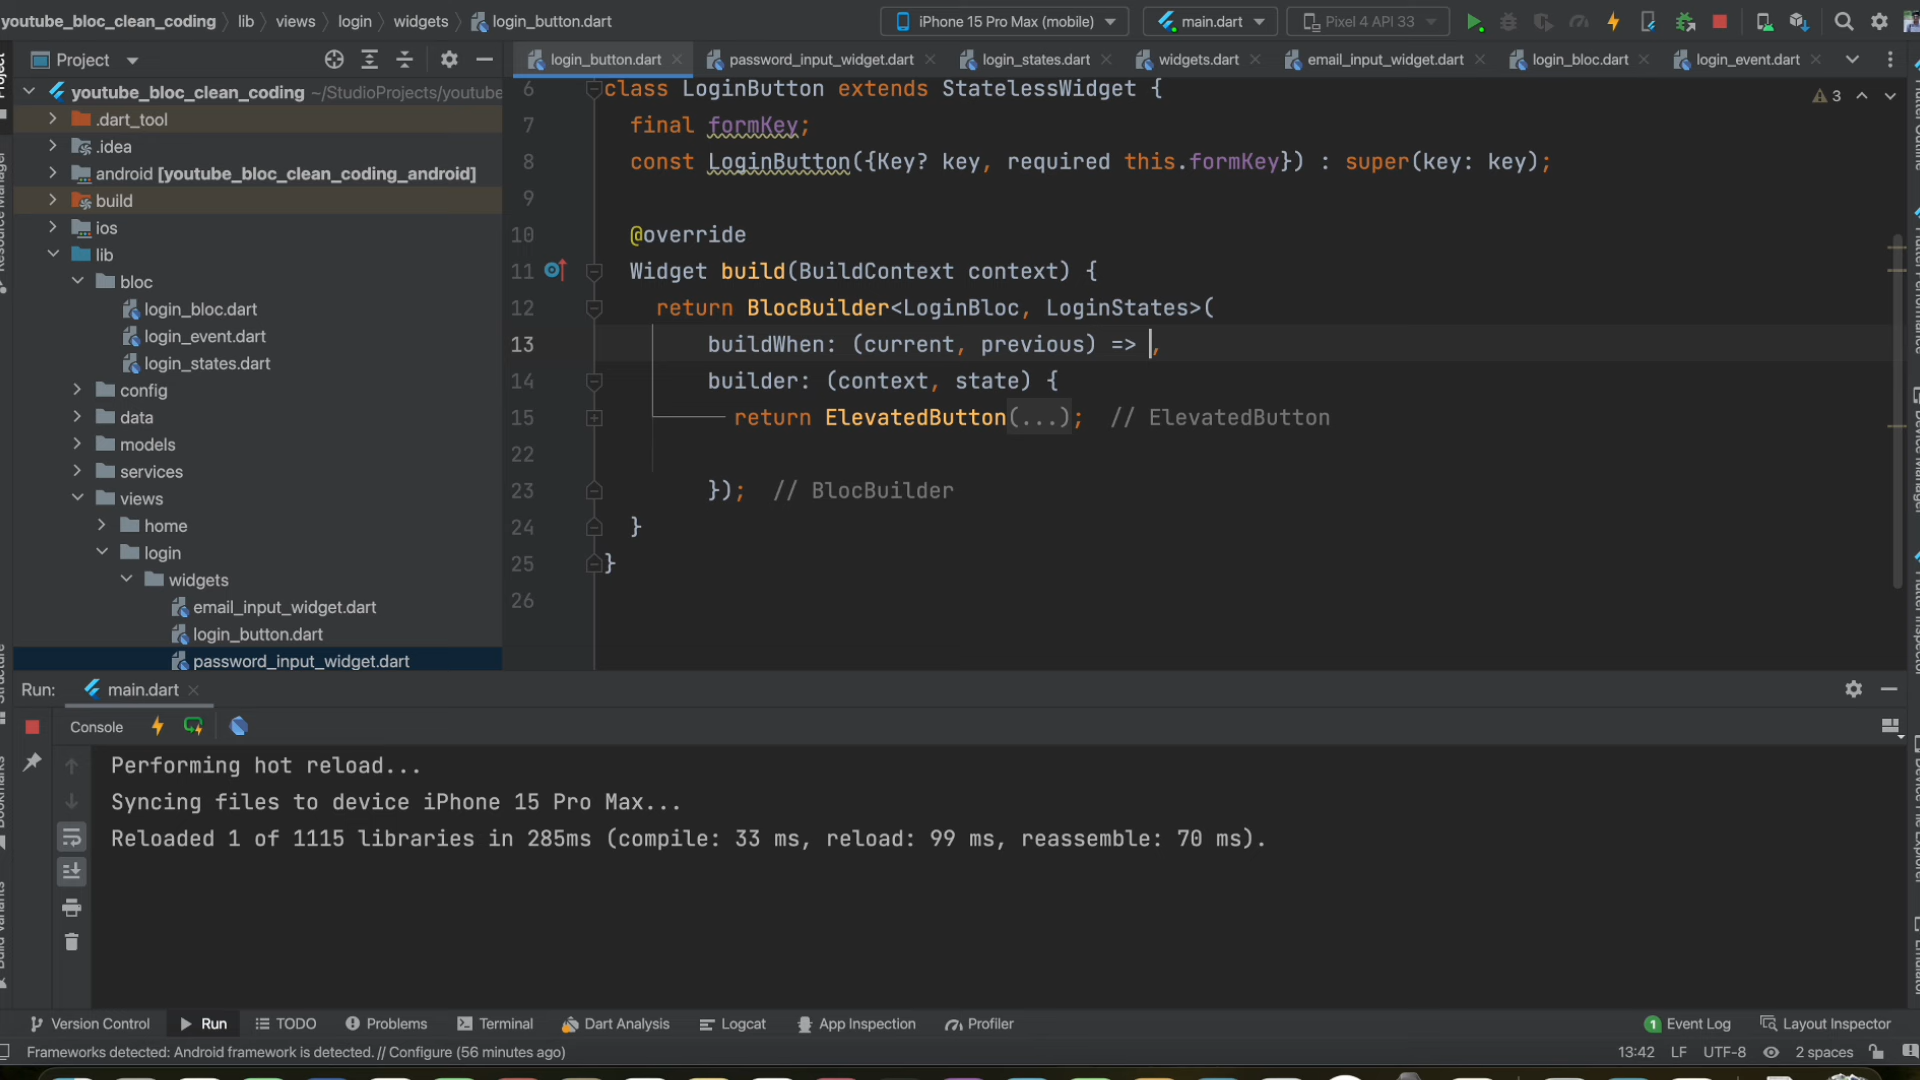 youtube_bloc_clean_coding lib views login widgets login_button.dart
iPhone 15 Pro Max (mobile) main.dart Pixel 4 API 33
Project
login_button.dart password_input_widget.dart login_states.dart widgets.dart email_input_widget.dart login_bloc.dart login_event.dart
youtube_bloc_clean_coding ~/StudioProjects/youtube
.dart_tool
.idea
android [youtube_bloc_clean_coding_android]
build
ios
lib
bloc
login_bloc.dart
login_event.dart
login_states.dart
config
data
models
services
views
home
login
widgets
email_input_widget.dart
login_button.dart
password_input_widget.dart
6 class LoginButton extends StatelessWidget {
3
7 final formKey;
8 const LoginButton({Key? key, required this.formKey}) : super(key: key);
9
10 @override
11 Widget build(BuildContext context) {
12 return BlocBuilder<LoginBloc, LoginStates>(
13 buildWhen: (current, previous) => ,
14 builder: (context, state) {
15 return ElevatedButton(...); // ElevatedButton
22
23 }); // BlocBuilder
24 }
25 }
26
Run: main.dart
Console
Performing hot reload...
Syncing files to device iPhone 15 Pro Max...
Reloaded 1 of 1115 libraries in 285ms (compile: 33 ms, reload: 99 ms, reassemble: 70 ms).
Version Control Run TODO Problems Terminal Dart Analysis Logcat App Inspection Profiler
1 Event Log Layout Inspector
Frameworks detected: Android framework is detected. // Configure (56 minutes ago)
13:42 LF UTF-8 2 spaces